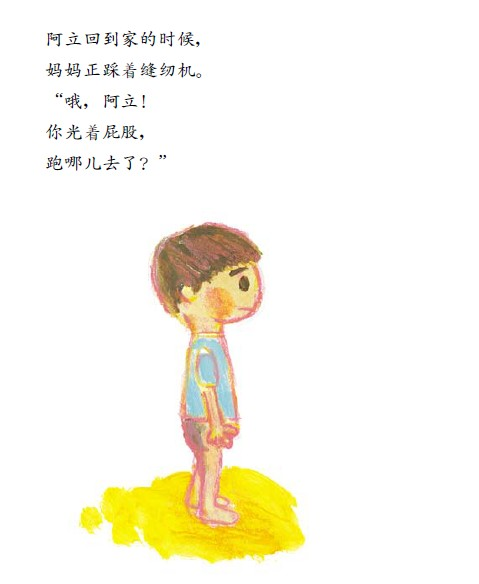 阿立回到家的时候，
妈妈正踩着缝纫机。
“哦，阿立！
你光着屁股，
跑哪儿去了？”